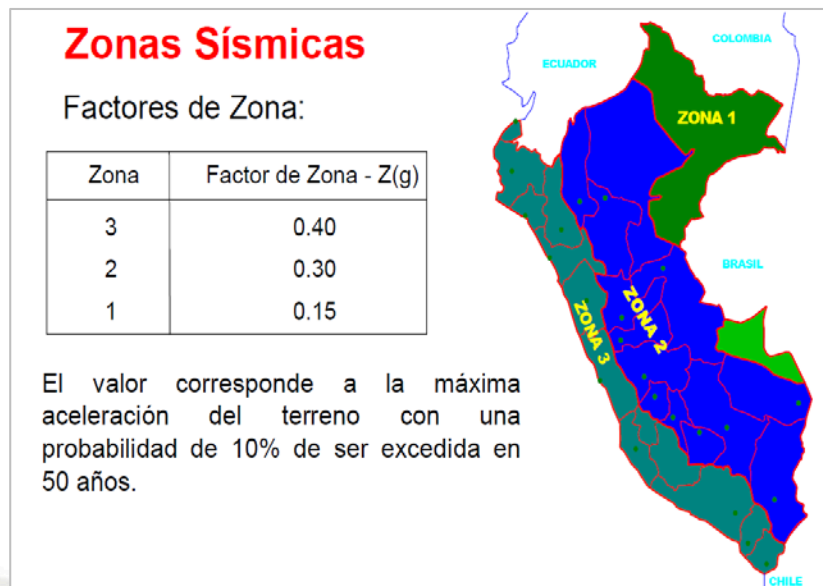 Zonas Sísmicas
Factores de Zona:
Zona Factor de Zona - Z(g)
3 0.40
2 0.30
1 0.15
El valor corresponde a la máxima
aceleración del terreno con una
probabilidad de 10% de ser excedida en
50 años.
COLOMBIA
ECUADOR
ZONA 1
BRASIL
ZONA 2
ZONA 3
CHILE